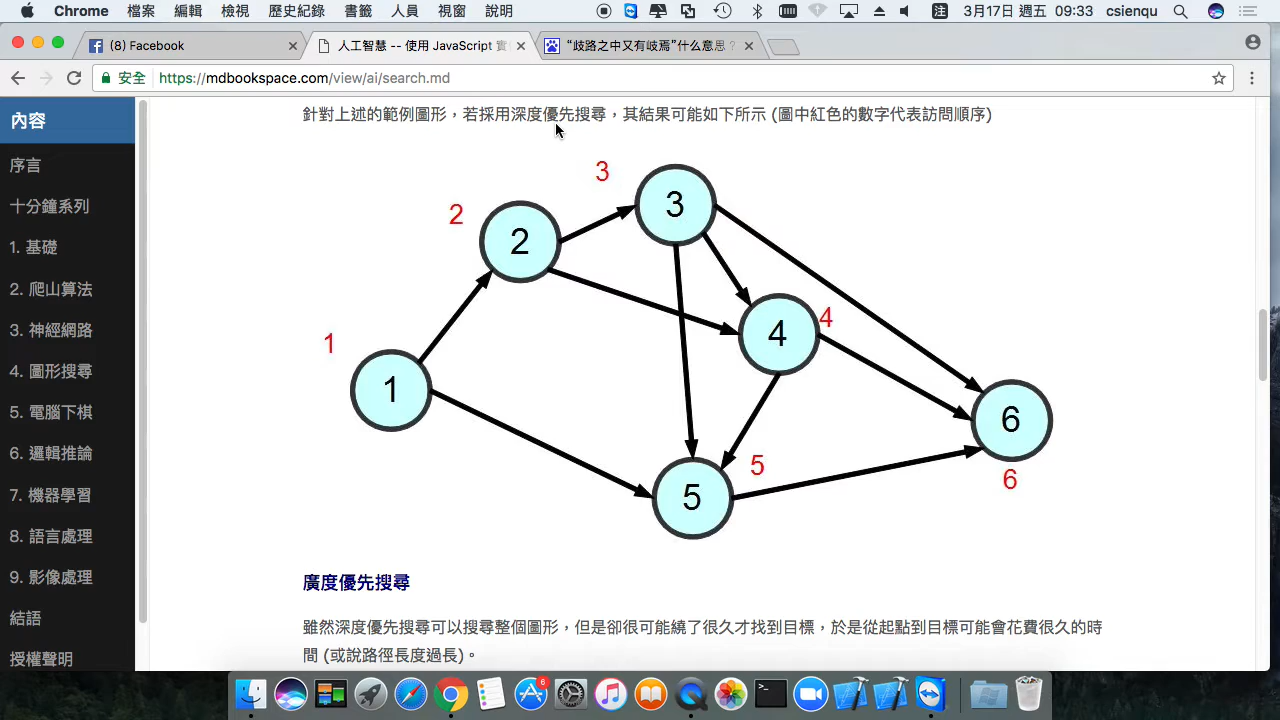 Chrome 檔案 編輯 檢視 歷史紀錄 書籤 人員 視窗 說明 注 3月17日 週五 09:33 csienqu
(8) Facebook
人工智慧 -- 使用 JavaScript 實
“歧路之中又有岐焉”什么意思？
安全 https://mdbookspace.com/view/ai/search.md
內容
序言
十分鐘系列
1. 基礎
2. 爬山算法
3. 神經網路
4. 圖形搜尋
5. 電腦下棋
6. 邏輯推論
7. 機器學習
8. 語言處理
9. 影像處理
結語
授權聲明
針對上述的範例圖形，若採用深度優先搜尋，其結果可能如下所示 (圖中紅色的數字代表訪問順序)
3
3
2
2
4
4
1
1
6
6
5
5
廣度優先搜尋
雖然深度優先搜尋可以搜尋整個圖形，但是卻很可能繞了很久才找到目標，於是從起點到目標可能會花費很久的時
間 (或說路徑長度過長)。
6